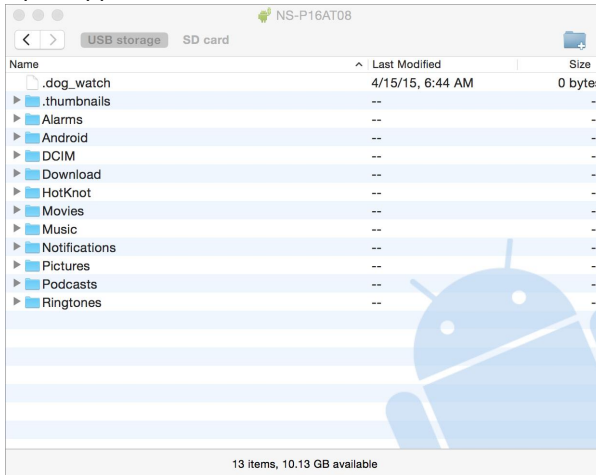 NS-P16AT08
USB storage SD card
Name Last Modified Size
.dog_watch 4/15/15, 6:44 AM 0 byte
.thumbnails -- -
Alarms -- -
Android -- -
DCIM -- -
Download -- -
HotKnot -- -
Movies -- -
Music -- -
Notifications -- -
Pictures -- -
Podcasts -- -
Ringtones -- -
13 items, 10.13 GB available